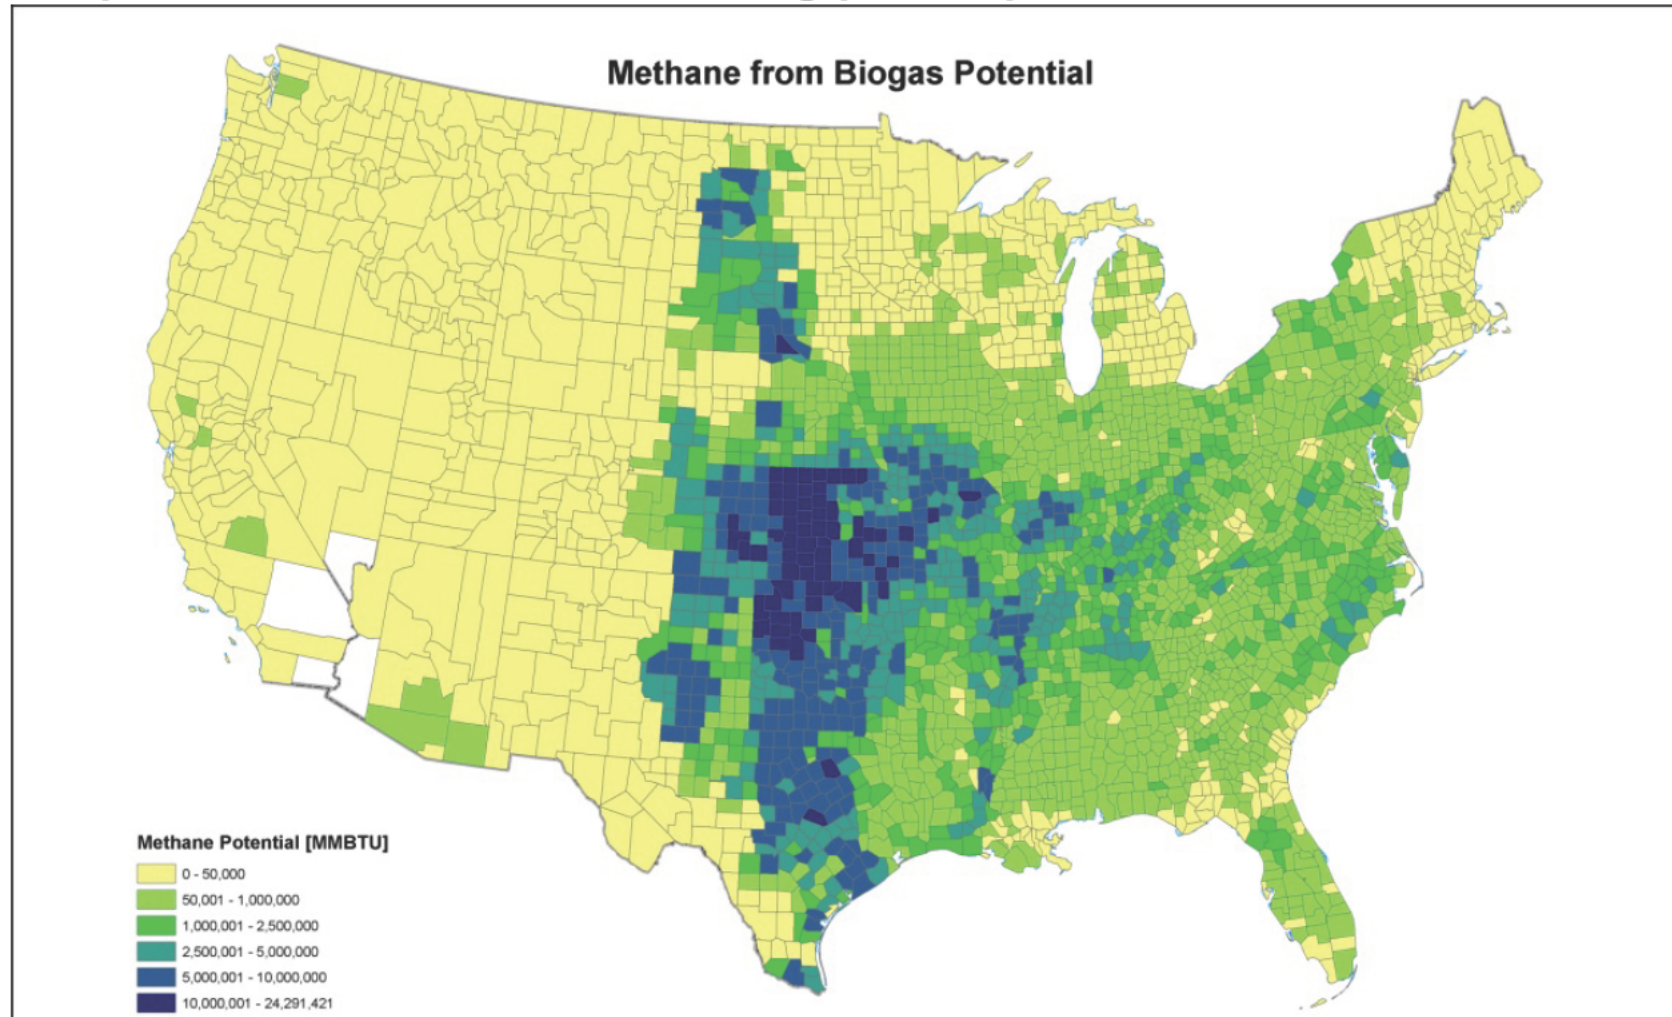 Methane from Biogas Potential
Methane Potential [MMBTU]
0 - 50,000
50,001 - 1,000,000
1,000,001 - 2,500,000
2,500,001 - 5,000,000
5,000,001 - 10,000,000
10,000,001 - 24,291,421